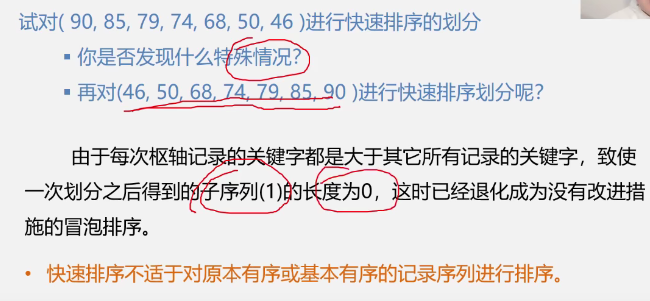 试对( 90, 85, 79, 74, 68, 50, 46 )进行快速排序的划分
▪ 你是否发现什么特殊情况?
▪ 再对(46, 50, 68, 74, 79, 85, 90 )进行快速排序划分呢?
由于每次枢轴记录的关键字都是大于其它所有记录的关键字，致使
一次划分之后得到的子序列(1)的长度为0，这时已经退化成为没有改进措
施的冒泡排序。
• 快速排序不适于对原本有序或基本有序的记录序列进行排序。